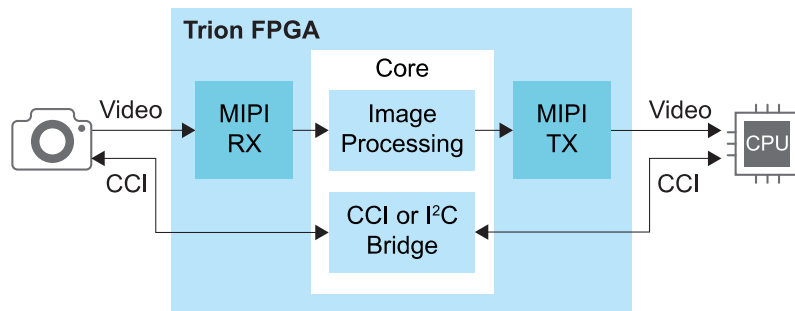 Trion FPGA
Core
Video
MIPI
RX
Image
Processing
MIPI
TX
Video
CPU
CCI
CCI or I²C
Bridge
CCI